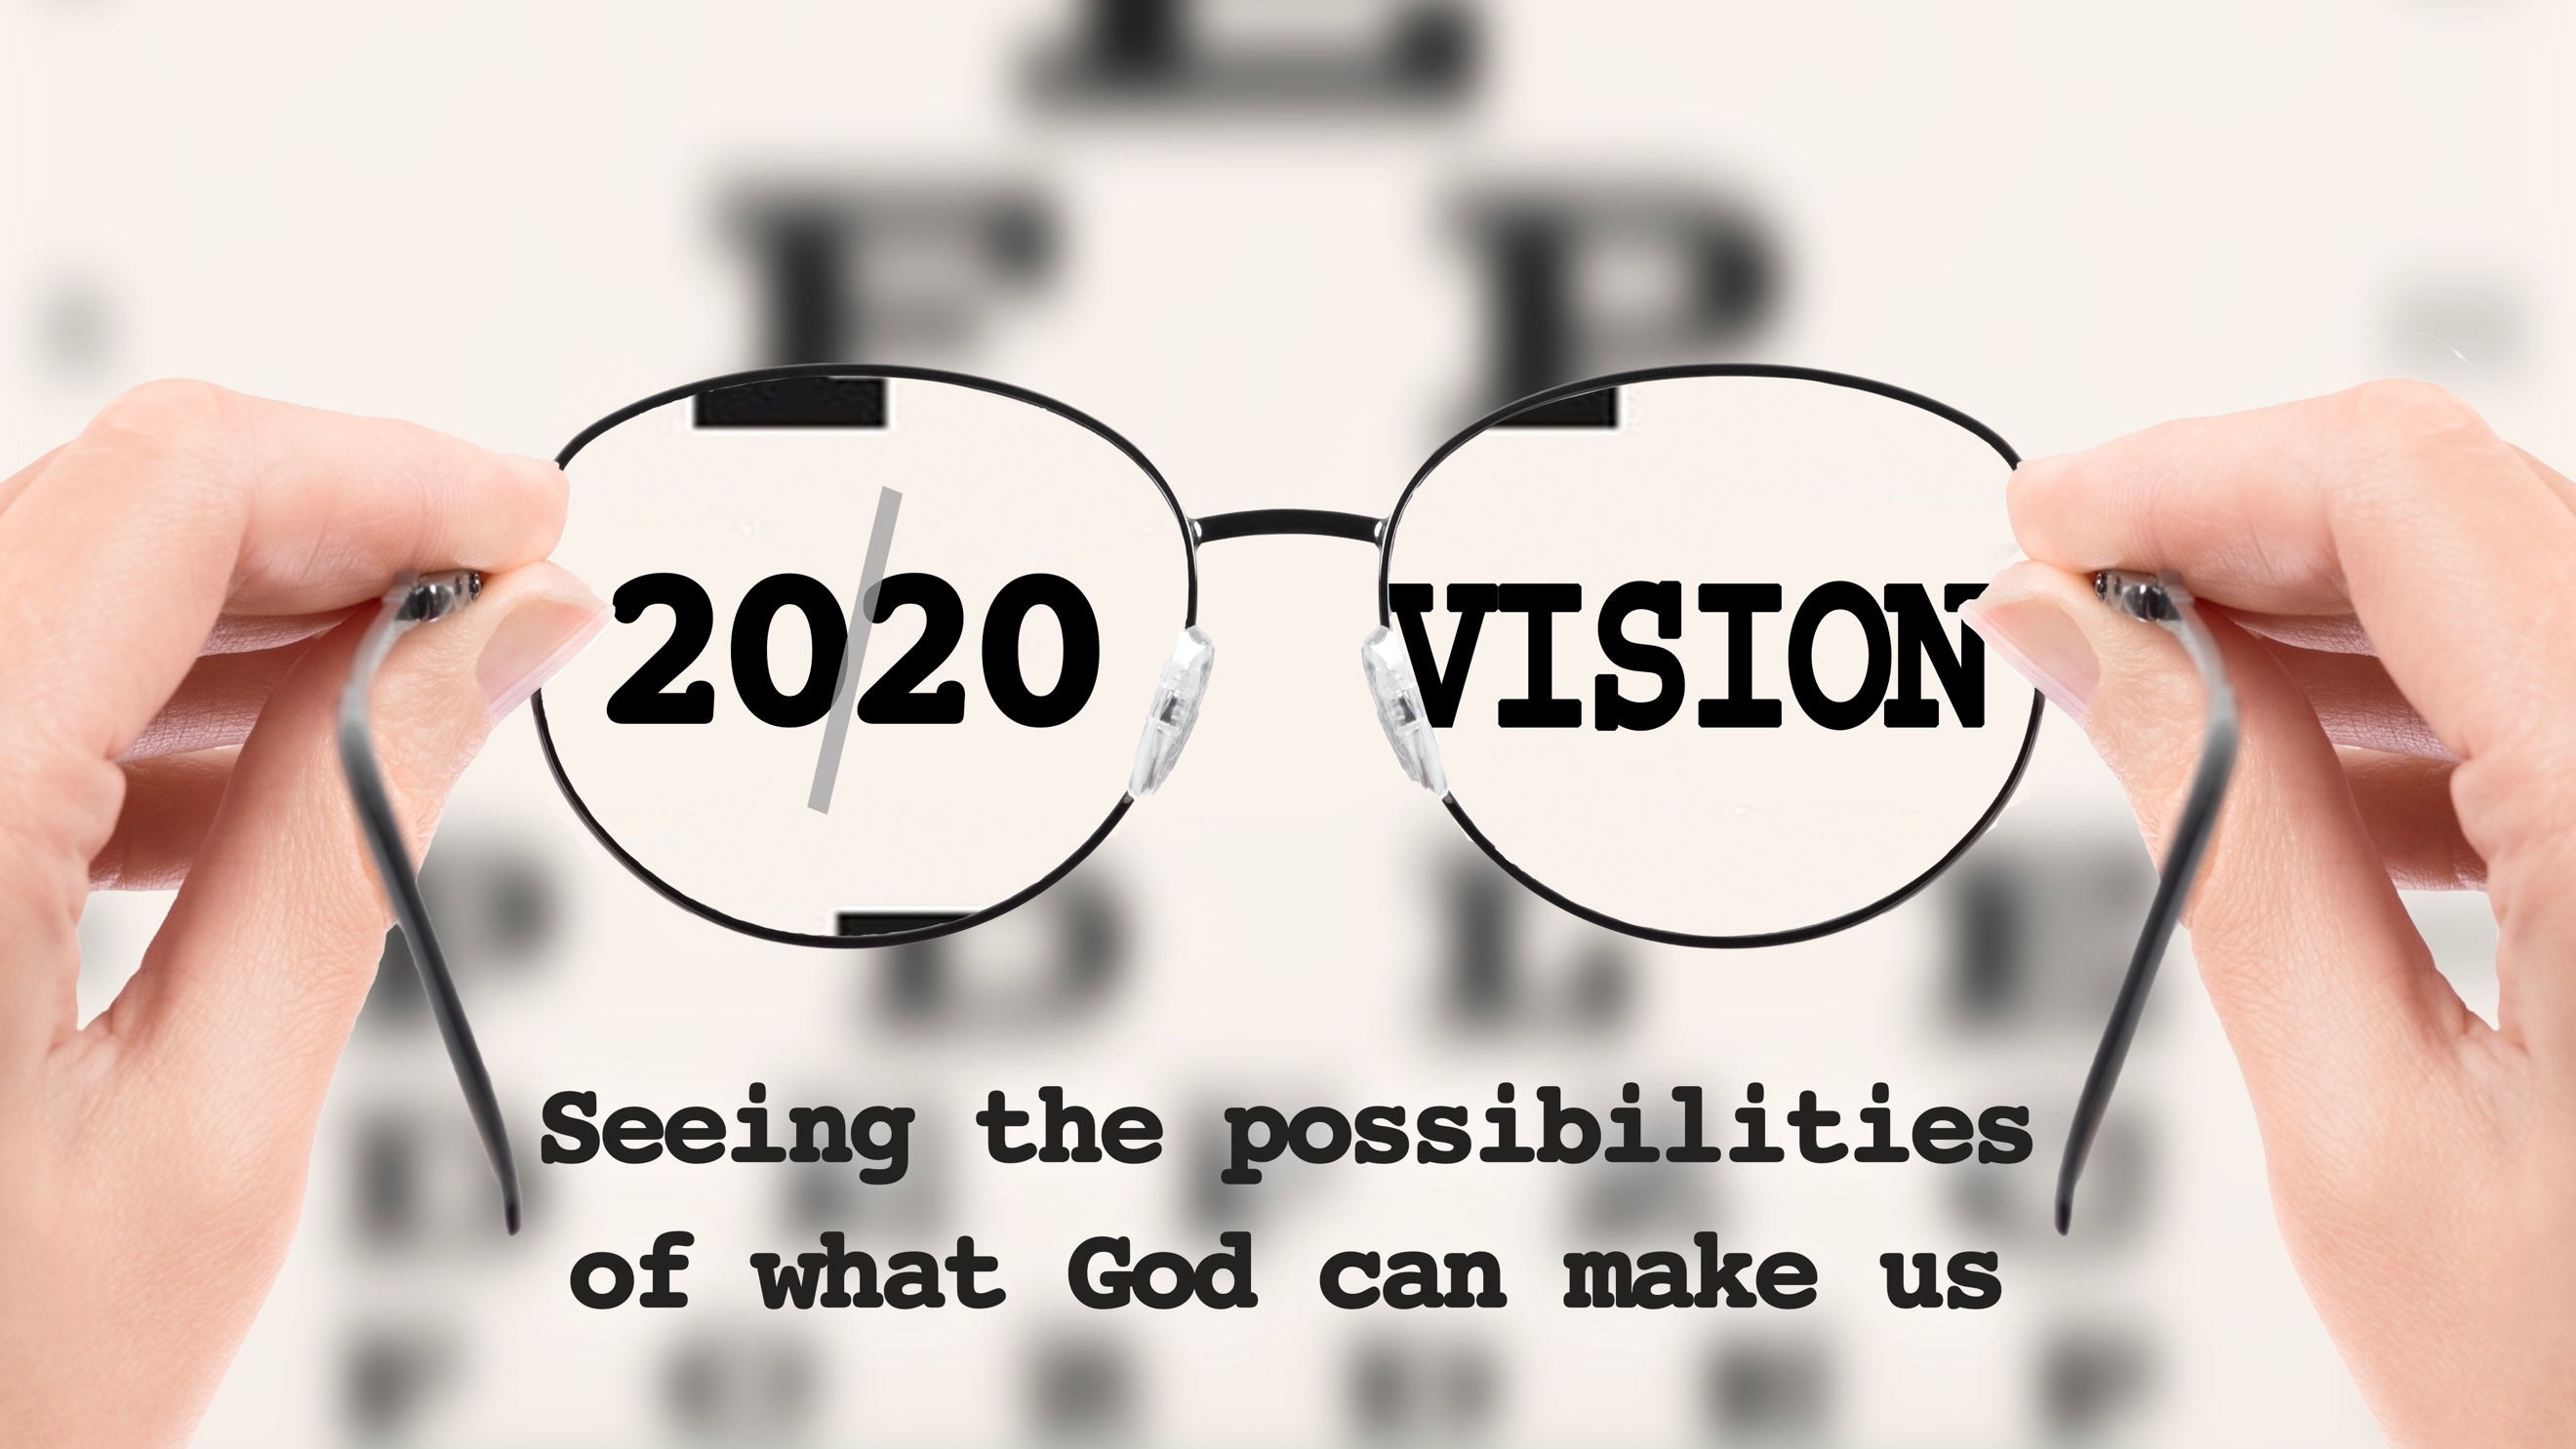 20/20 VISION
Seeing the possibilities
of what God can make us